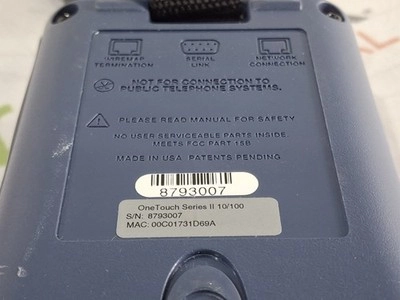 WIREMAP TERMINATION
SERIAL LINK
NETWORK CONNECTION
NOT FOR CONNECTION TO
PUBLIC TELEPHONE SYSTEMS.
PLEASE READ MANUAL FOR SAFETY
NO USER SERVICEABLE PARTS INSIDE
MEETS FCC PART 15B
MADE IN USA PATENTS PENDING
8793007
OneTouch Series II 10/100
S/N: 8793007
MAC: 00C01731D69A